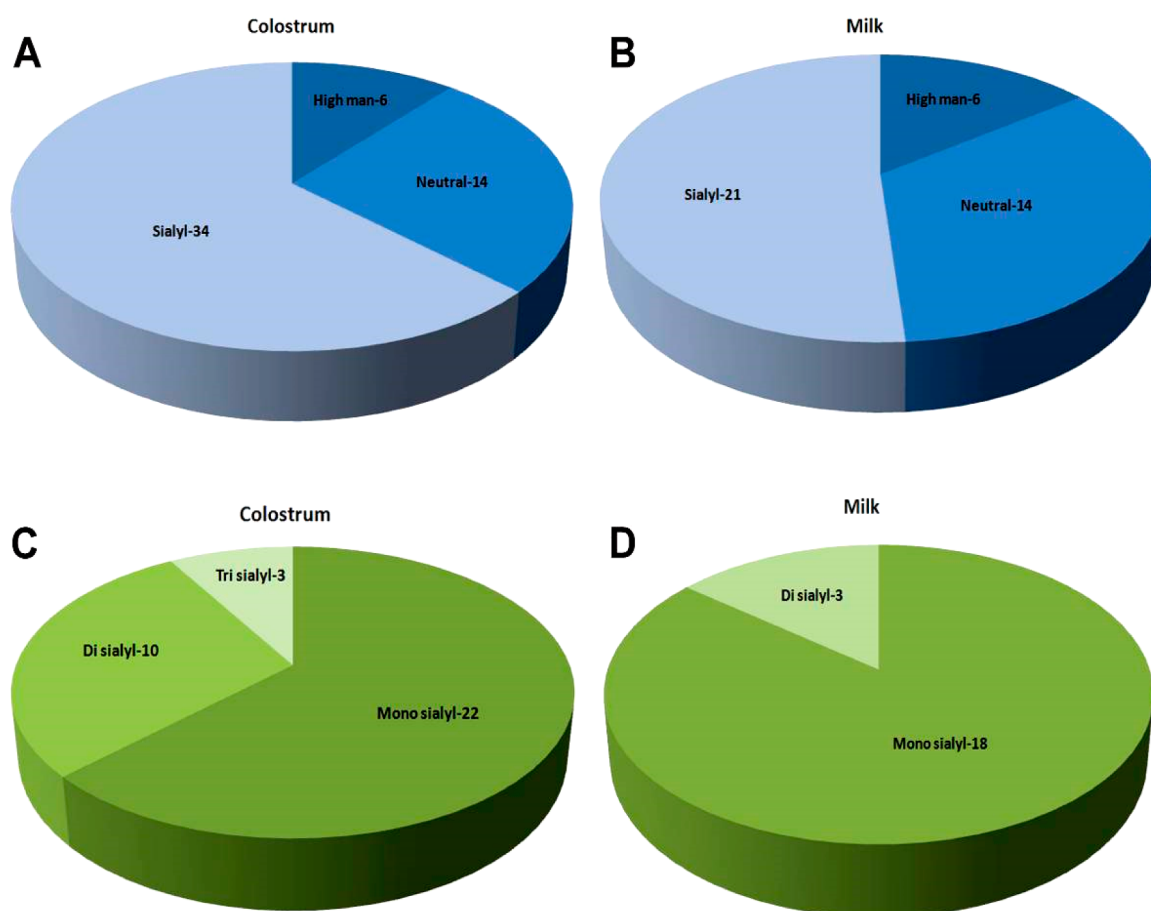 A
Colostrum
High man-6
Neutral-14
Sialyl-34
B
Milk
High man-6
Sialyl-21
Neutral-14
C
Colostrum
Tri sialyl-3
Di sialyl-10
Mono sialyl-22
D
Milk
Di sialyl-3
Mono sialyl-18